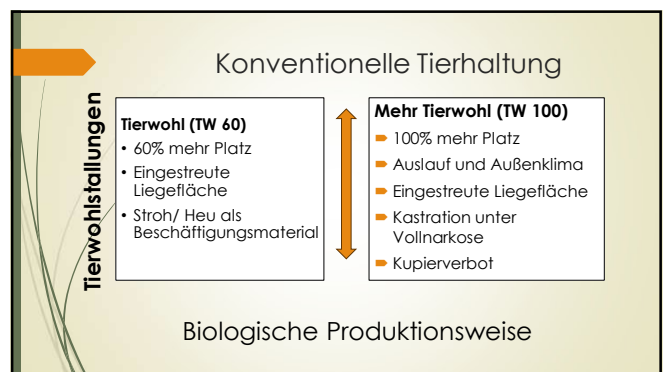 Konventionelle Tierhaltung
Tierwohlstallungen
Tierwohl (TW 60)
• 60% mehr Platz
• Eingestreute
Liegefläche
• Stroh/ Heu als
Beschäftigungsmaterial
Mehr Tierwohl (TW 100)
100% mehr Platz
Auslauf und Außenklima
Eingestreute Liegefläche
Kastration unter
Vollnarkose
Kupierverbot
Biologische Produktionsweise